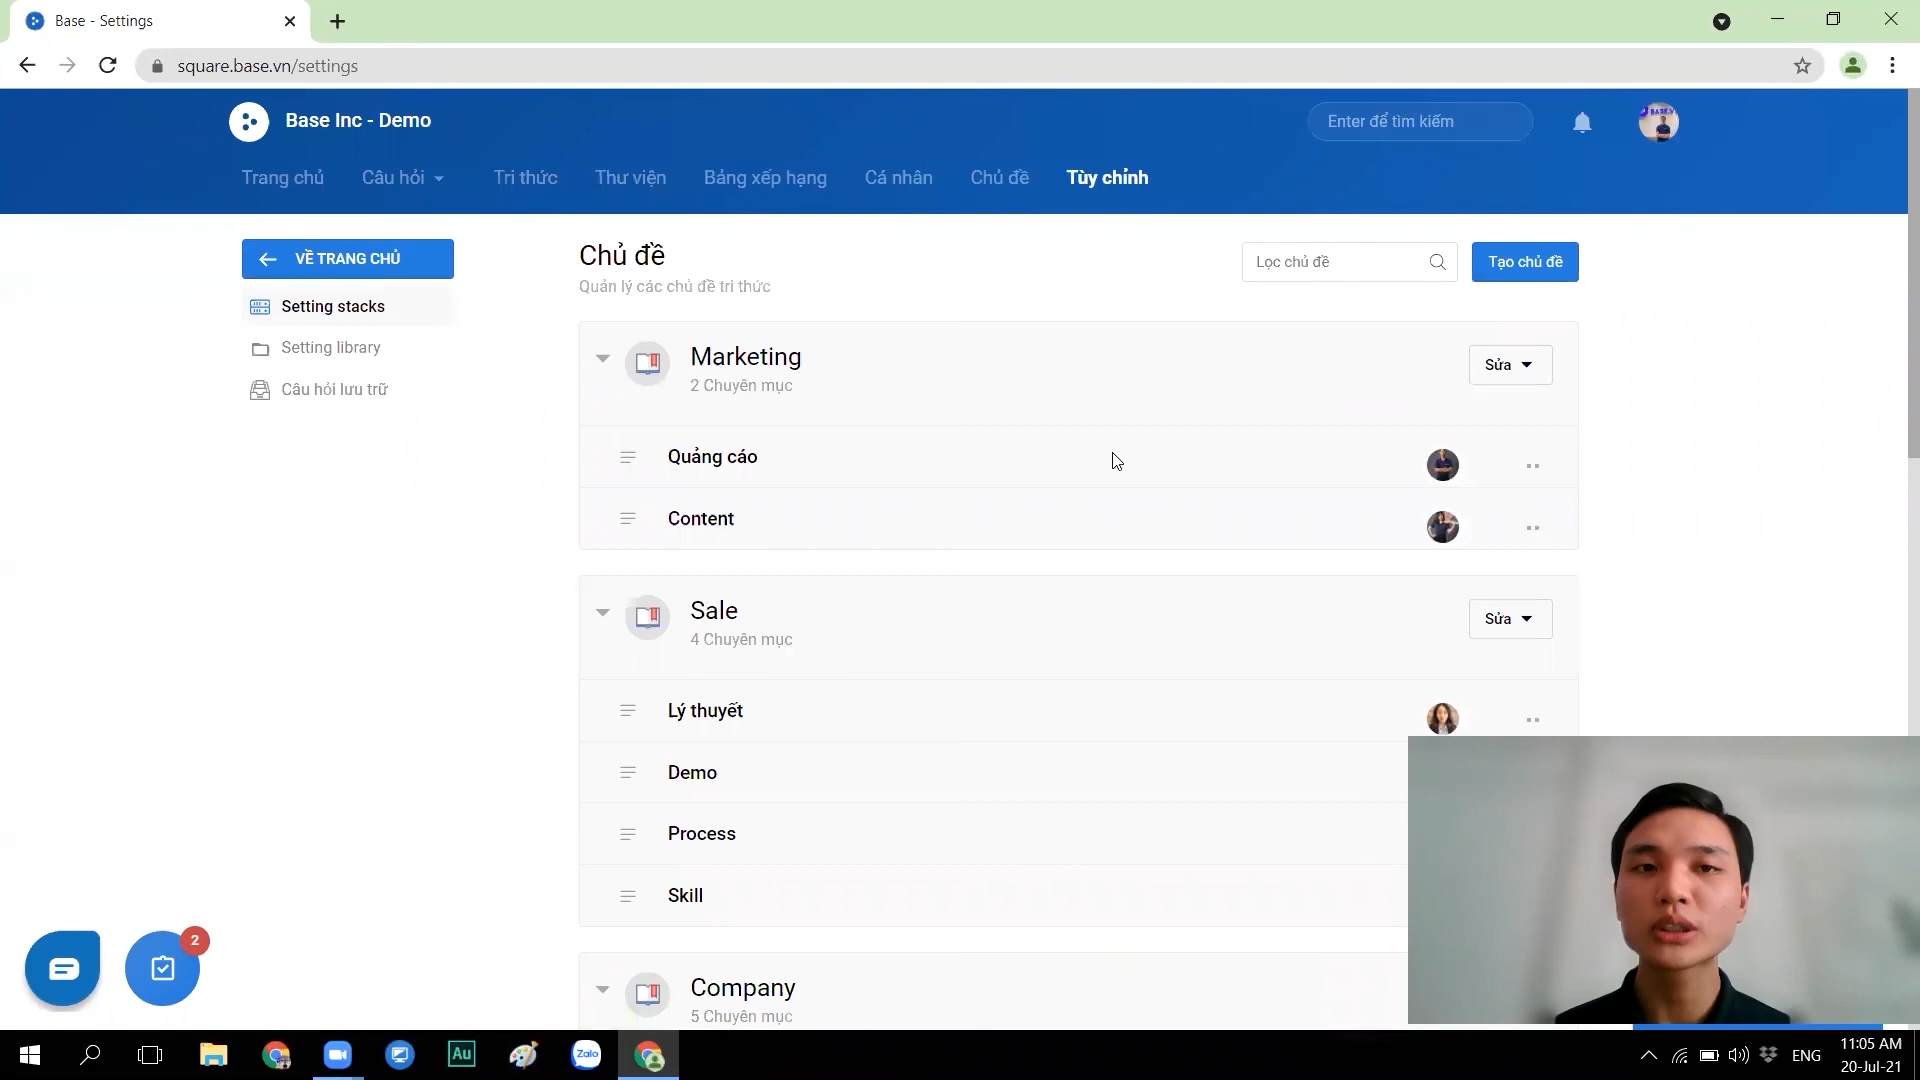 Base - Settings
square.base.vn/settings
Base Inc - Demo
Enter để tìm kiếm
Trang chủ
Câu hỏi
Tri thức
Thư viện
Bảng xếp hạng
Cá nhân
Chủ đề
Tùy chỉnh
VỀ TRANG CHỦ
Setting stacks
Setting library
Câu hỏi lưu trữ
Chủ đề
Quản lý các chủ đề tri thức
Lọc chủ đề
Tạo chủ đề
Marketing
2 Chuyên mục
Sửa
Quảng cáo
Content
Sale
4 Chuyên mục
Sửa
Lý thuyết
Demo
Process
Skill
Company
5 Chuyên mục
2
Au
Zalo
ENG
11:05 AM
20-Jul-21